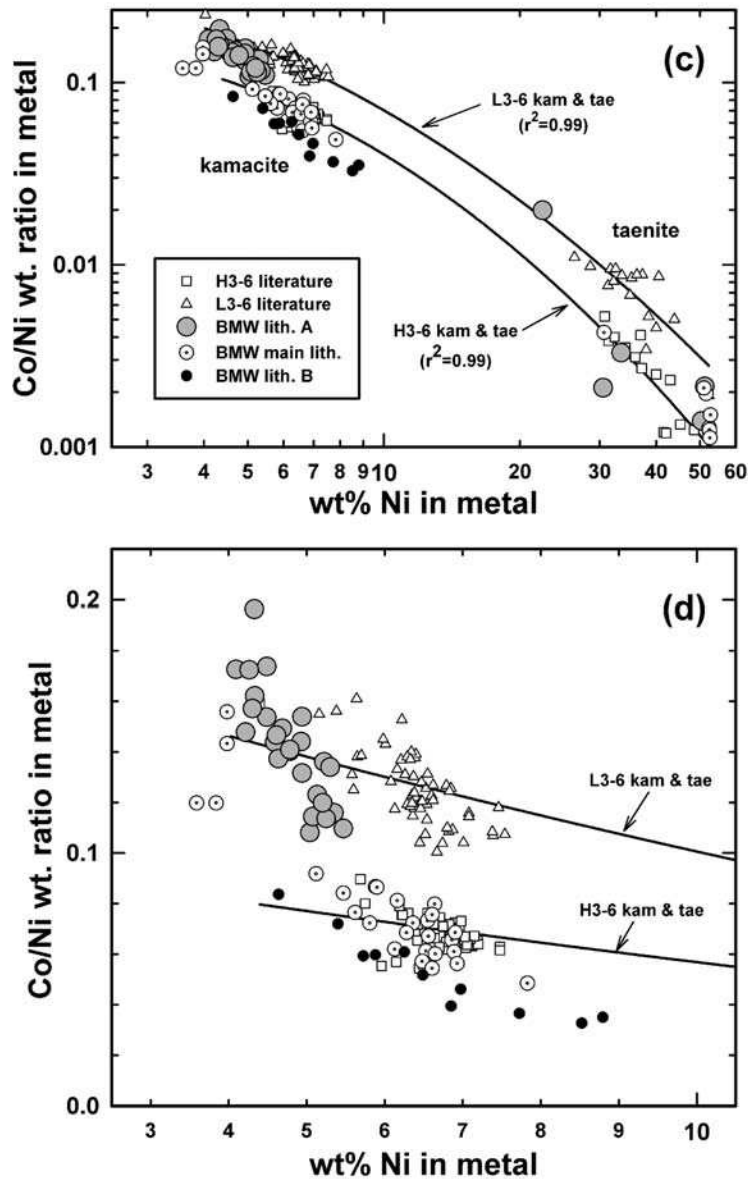 (c)
0.1
0.01
0.001
Co/Ni wt. ratio in metal
L3-6 kam & tae
(r²=0.99)
kamacite
taenite
H3-6 literature
L3-6 literature
BMW lith. A
BMW main lith.
BMW lith. B
H3-6 kam & tae
(r²=0.99)
3 4 5 6 7 8 9 10 20 30 40 50 60
wt% Ni in metal
(d)
0.2
0.1
0.0
Co/Ni wt. ratio in metal
L3-6 kam & tae
H3-6 kam & tae
3 4 5 6 7 8 9 10
wt% Ni in metal